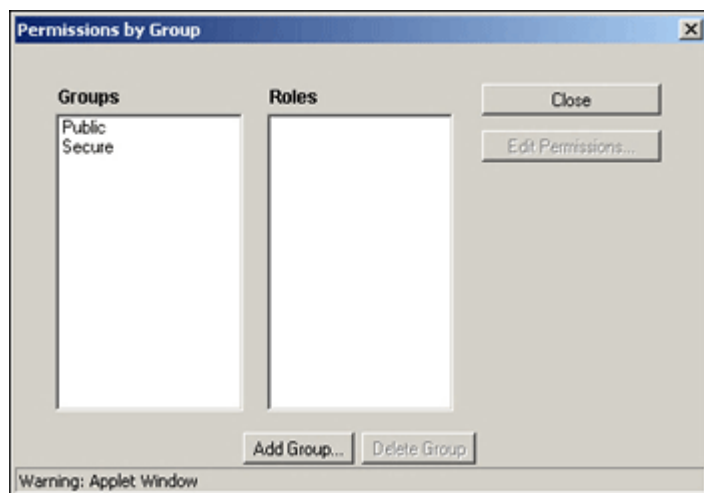 Permissions by Group
Groups
Roles
Close
Public
Secure
Edit Permissions...
Add Group...
Delete Group
Warning: Applet Window